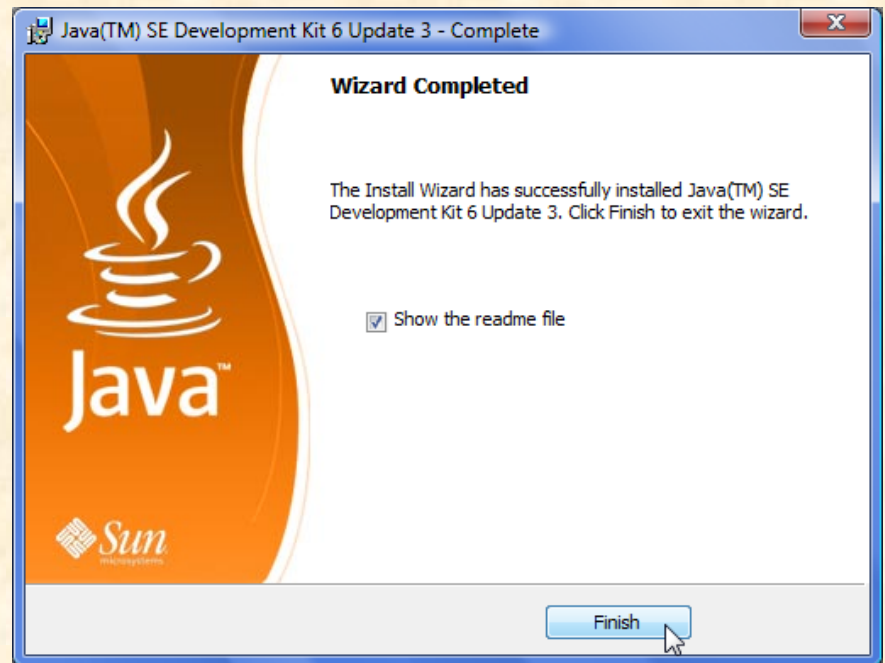 Java(TM) SE Development Kit 6 Update 3 - Complete
Wizard Completed
The Install Wizard has successfully installed Java(TM) SE
Development Kit 6 Update 3. Click Finish to exit the wizard.
Show the readme file
Java™
Sun
microsystems
Finish